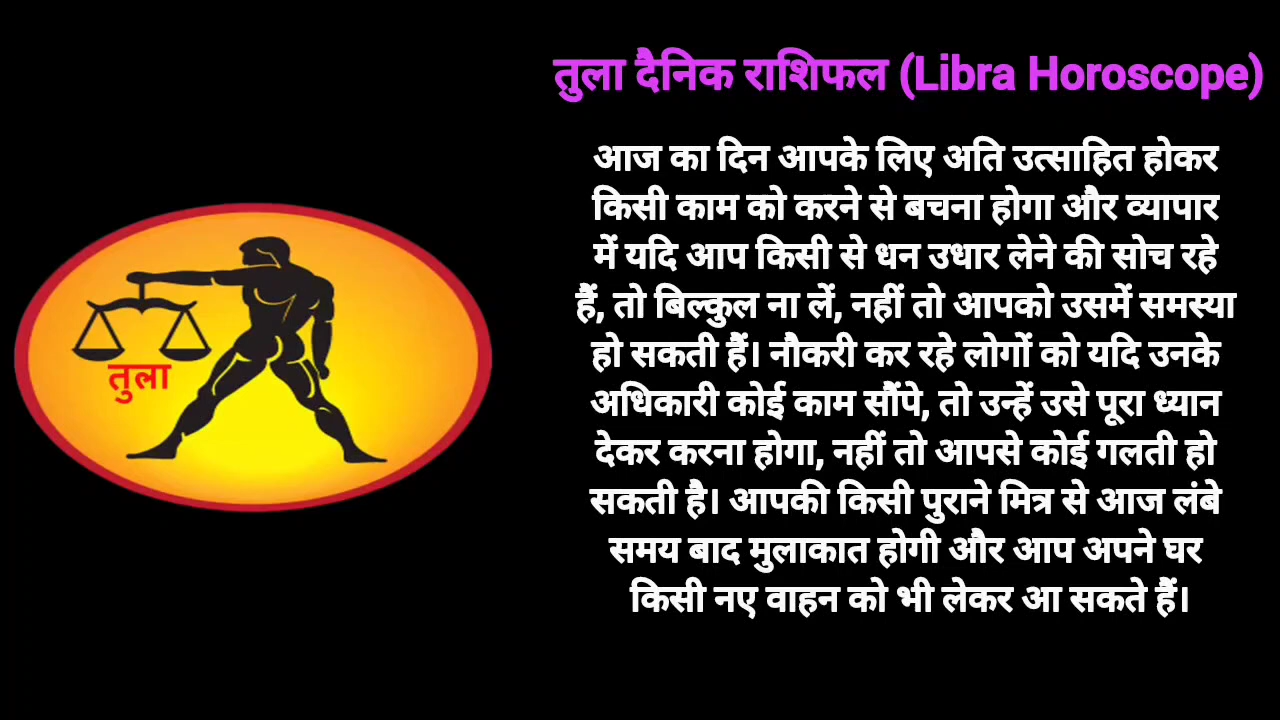 तुला दैनिक राशिफल (Libra Horoscope)
आज का दिन आपके लिए अति उत्साहित होकर
किसी काम को करने से बचना होगा और व्यापार
में यदि आप किसी से धन उधार लेने की सोच रहे
हैं, तो बिल्कुल ना लें, नहीं तो आपको उसमें समस्या
हो सकती हैं। नौकरी कर रहे लोगों को यदि उनके
अधिकारी कोई काम सौंपे, तो उन्हें उसे पूरा ध्यान
देकर करना होगा, नहीं तो आपसे कोई गलती हो
सकती है। आपकी किसी पुराने मित्र से आज लंबे
समय बाद मुलाकात होगी और आप अपने घर
किसी नए वाहन को भी लेकर आ सकते हैं।
तुला